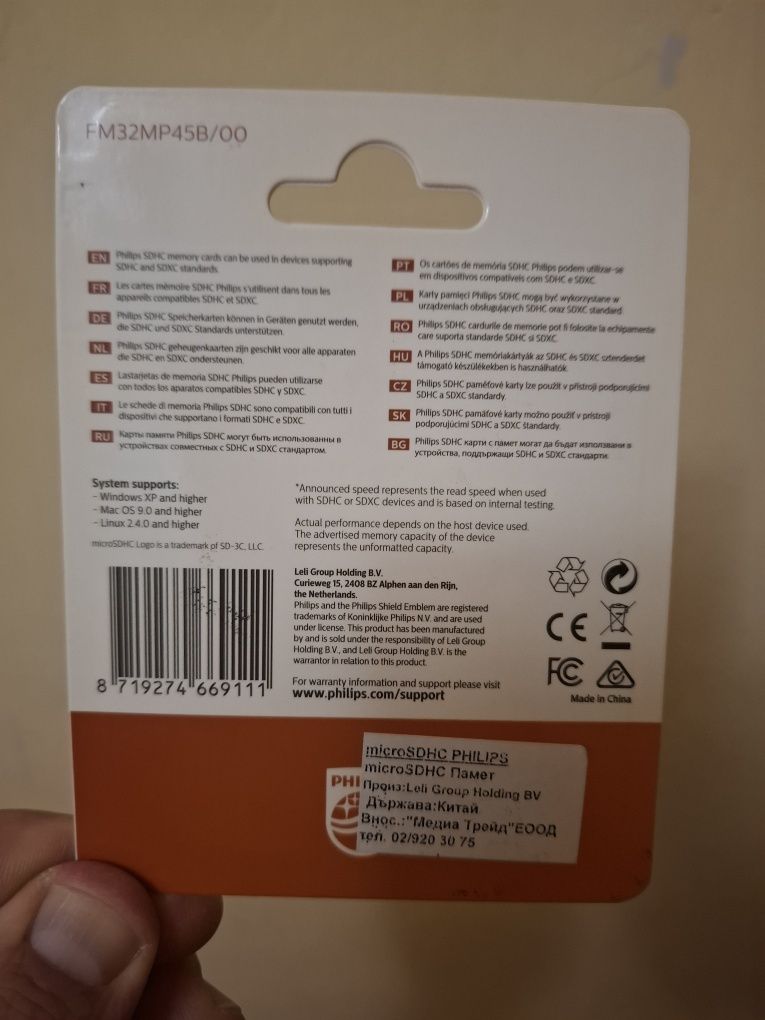 FM32MP45B/00
EN Philips SDHC memory cards can be used in devices supporting
SDHC and SDXC standards.
FR Les cartes mémoire SDHC Philips s'utilisent dans tous les
appareils compatibles SDHC et SDXC.
DE Philips SDHC Speicherkarten können in Geräten genutzt werden,
die SDHC und SDXC Standards unterstützen.
NL Philips SDHC geheugenkaarten zijn geschikt voor alle apparaten
die SDHC en SDXC ondersteunen.
ES Las tarjetas de memoria SDHC Philips pueden utilizarse
con todos los aparatos compatibles SDHC y SDXC.
IT Le schede di memoria Philips SDHC sono compatibili con tutti i
dispositivi che supportano i formati SDHC e SDXC.
RU Карты памяти Philips SDHC могут быть использованны в
устройствах совместных с SDHC и SDXC стандартом.
PT Os cartões de memória SDHC Philips podem utilizar-se
em dispositivos compatíveis com SDHC e SDXC.
PL Karty pamięci Philips SDHC mogą być wykorzystane w
urządzeniach obsługujących SDHC oraz SDXC standard.
RO Philips SDHC cardurile de memorie pot fi folosite la echipamente
care suporta standarde SDHC si SDXC.
HU A Philips SDHC memóriakártyák az SDHC és SDXC sztenderdet
támogató készülékekben is használhatók.
CZ Philips SDHC paměťové karty lze použít v přístroji podporujícími
SDHC a SDXC standardy.
SK Philips SDHC pamäťové karty možno použiť v prístroji
podporujúcimi SDHC a SDXC štandardy.
BG Philips SDHC карти с памет могат да бъдат използвани в
устройства, поддържащи SDHC и SDXC стандарти.
System supports:
- Windows XP and higher
- Mac OS 9.0 and higher
- Linux 2.4.0 and higher
microSDHC Logo is a trademark of SD-3C, LLC.
*Announced speed represents the read speed when used
with SDHC or SDXC devices and is based on internal testing.
Actual performance depends on the host device used.
The advertised memory capacity of the device
represents the unformatted capacity.
Leli Group Holding B.V.
Curieweg 15, 2408 BZ Alphen aan den Rijn,
the Netherlands.
Philips and the Philips Shield Emblem are registered
trademarks of Koninklijke Philips N.V. and are used
under license. This product has been manufactured
by and is sold under the responsibility of Leli Group
Holding B.V., and Leli Group Holding B.V. is the
warrantor in relation to this product.
For warranty information and support please visit
www.philips.com/support
8 719274 669111
CE
FC
Made in China
PHI
microSDHC PHILIPS
microSDHC Памет
Произ:Leli Group Holding BV
Държава:Китай
Внос.:"Медиа Трейд"ЕООД
тел. 02/920 30 75